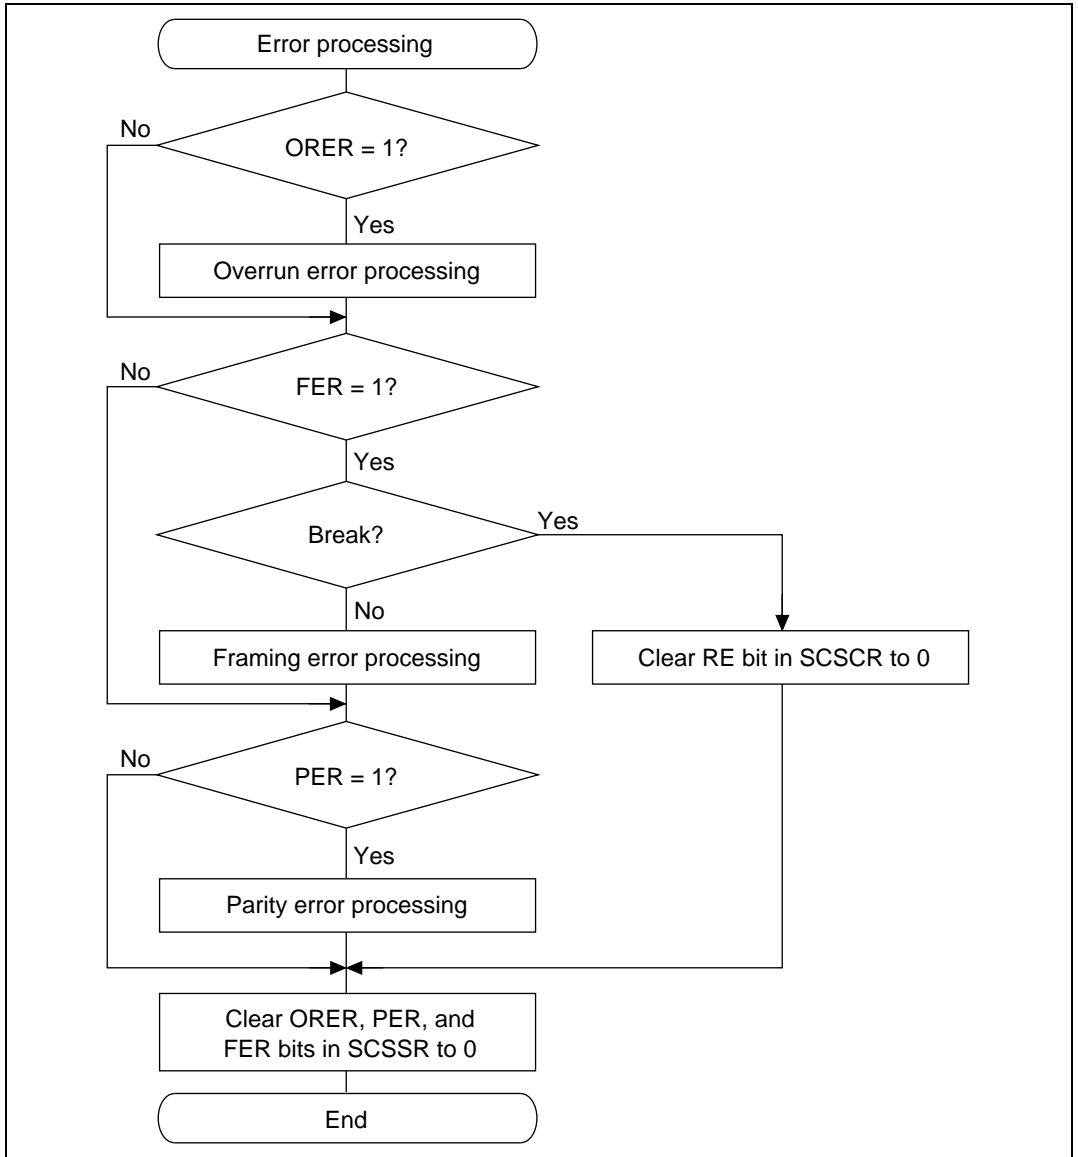 Error processing
No
ORER = 1?
Yes
Overrun error processing
No
FER = 1?
Yes
Break?
Yes
No
Framing error processing
Clear RE bit in SCSCR to 0
No
PER = 1?
Yes
Parity error processing
Clear ORER, PER, and
FER bits in SCSSR to 0
End